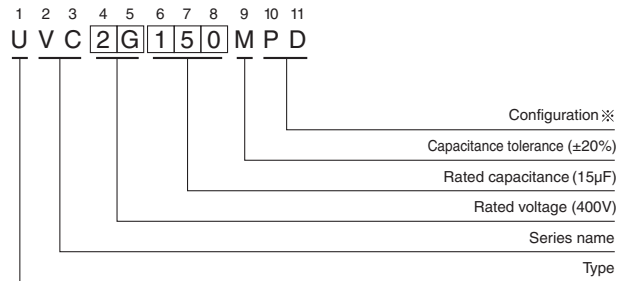 1 2 3 4 5 6 7 8 9 10 11
U V C 2 G 1 5 0 M P D
Configuration※
Capacitance tolerance (±20%)
Rated capacitance (15µF)
Rated voltage (400V)
Series name
Type